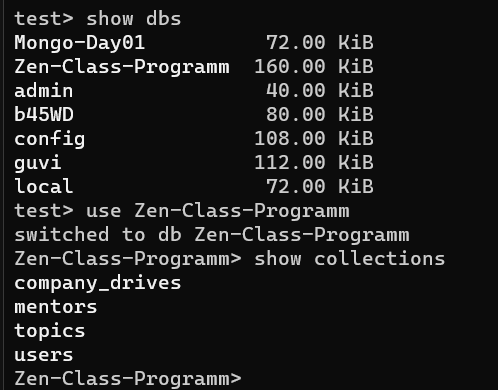 test> show dbs
Mongo-Day01          72.00 KiB
Zen-Class-Programm  160.00 KiB
admin                40.00 KiB
b45WD                80.00 KiB
config              108.00 KiB
guvi                112.00 KiB
local                72.00 KiB
test> use Zen-Class-Programm
switched to db Zen-Class-Programm
Zen-Class-Programm> show collections
company_drives
mentors
topics
users
Zen-Class-Programm>